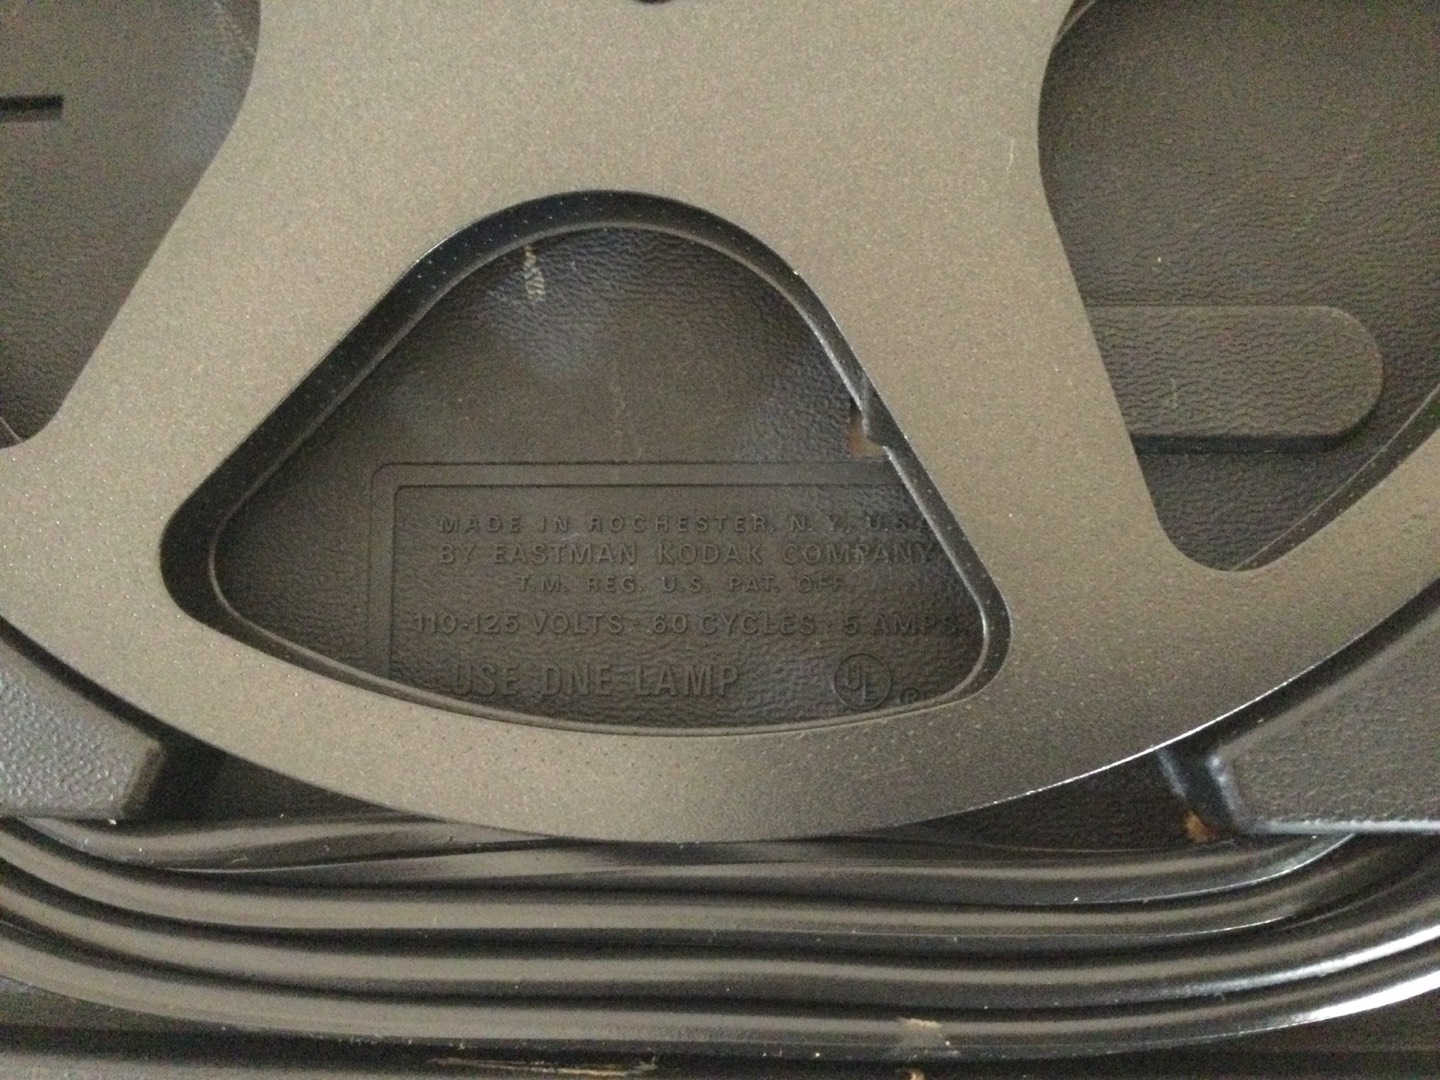 MADE IN ROCHESTER, N.Y., U.S.A.
BY EASTMAN KODAK COMPANY
T.M. REG. U.S. PAT. OFF.
110-125 VOLTS · 60 CYCLES · 5 AMPS.
USE ONE LAMP UL ®